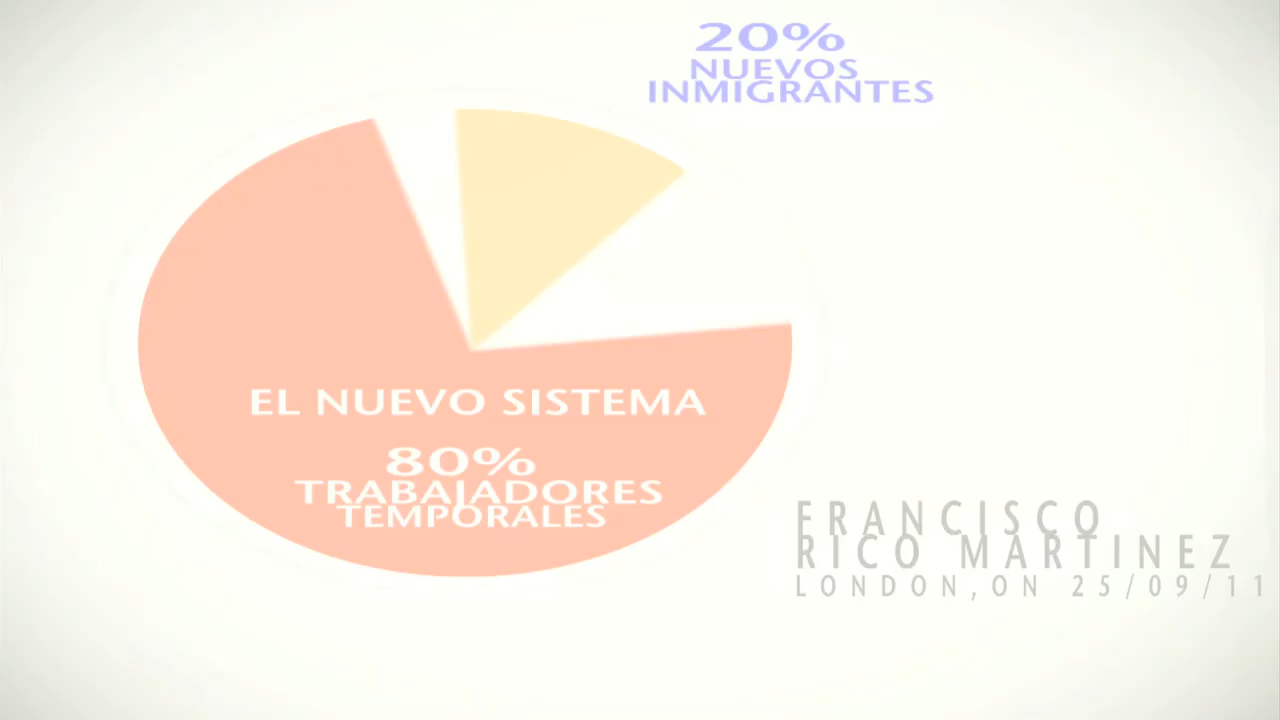 20%
NUEVOS
INMIGRANTES
EL NUEVO SISTEMA
80%
TRABAJADORES
TEMPORALES
FRANCISCO
RICO MARTINEZ
LONDON,ON 25/09/11